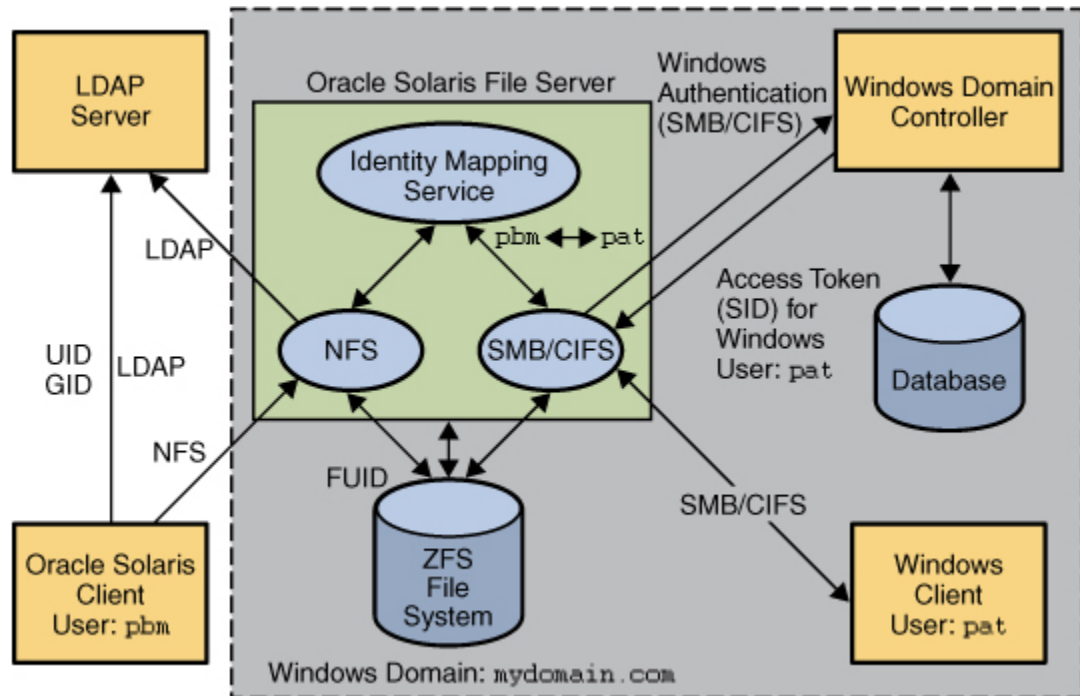 LDAP
Server
Oracle Solaris File Server
Identity Mapping
Service
pbm
pat
NFS
SMB/CIFS
Windows
Authentication
(SMB/CIFS)
Windows Domain
Controller
LDAP
UID
GID
LDAP
NFS
Access Token
(SID) for
Windows
User: pat
Database
FUID
ZFS
File
System
SMB/CIFS
Oracle Solaris
Client
User: pbm
Windows
Client
User: pat
Windows Domain: mydomain.com